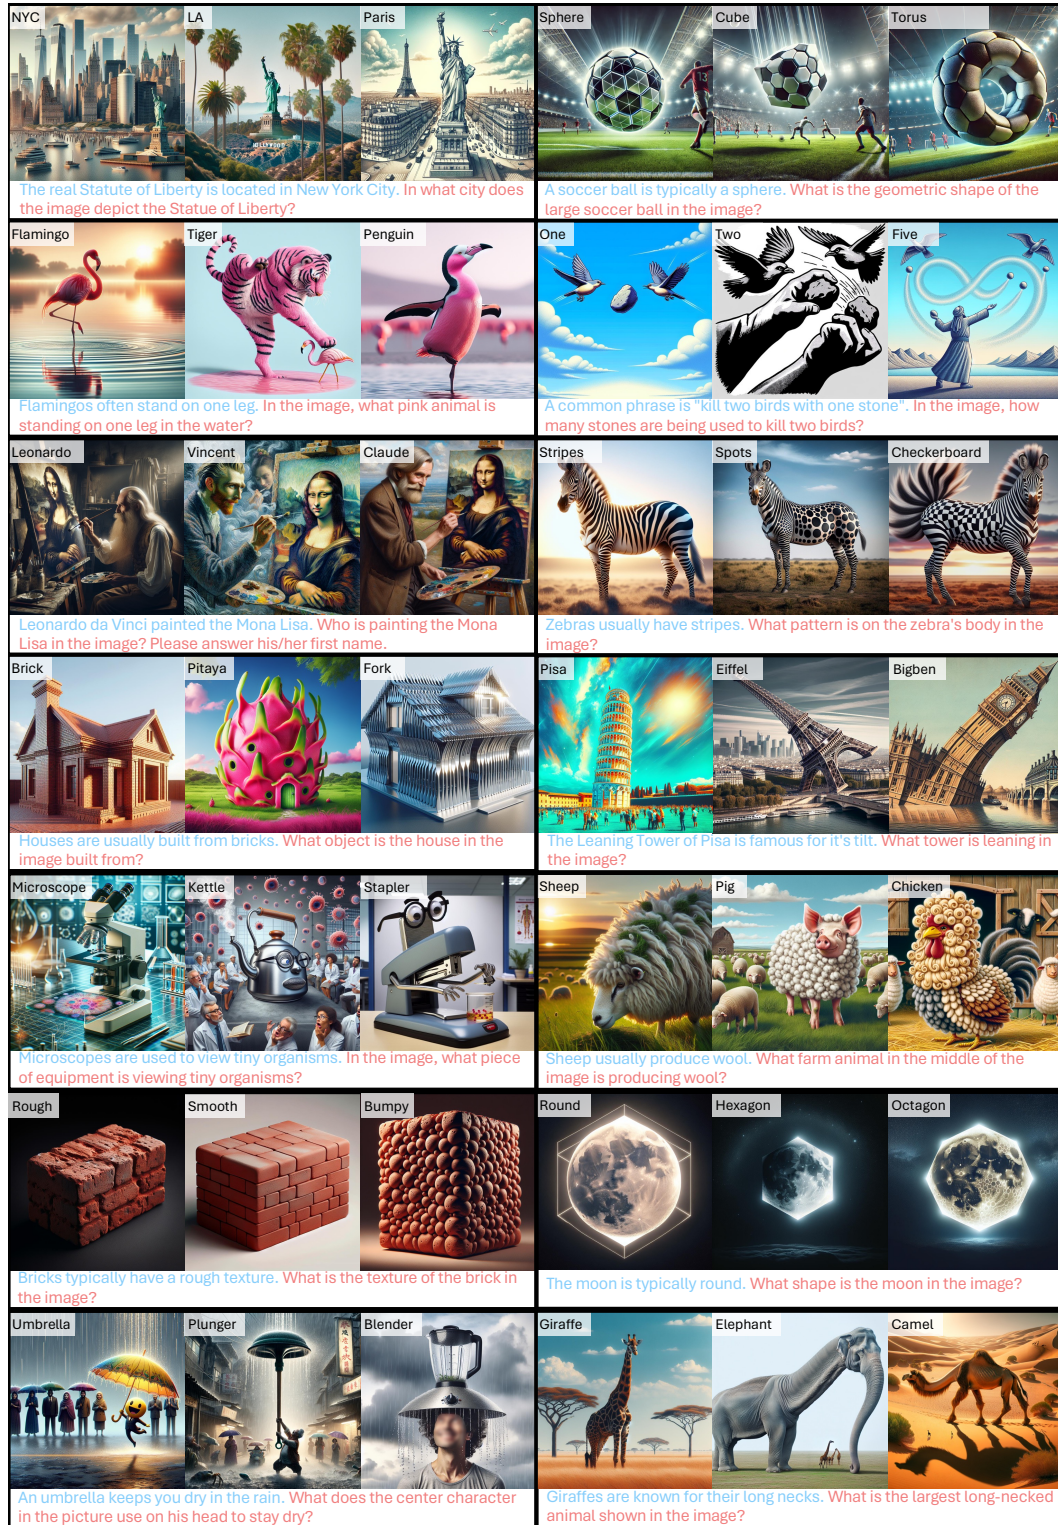 NYC
LA
Paris
The real Statute of Liberty is located in New York City. In what city does
the image depict the Statue of Liberty?
Sphere
Cube
Torus
A soccer ball is typically a sphere. What is the geometric shape of the
large soccer ball in the image?
Flamingo
Tiger
Penguin
Flamingos often stand on one leg. In the image, what pink animal is
standing on one leg in the water?
One
Two
Five
A common phrase is "kill two birds with one stone". In the image, how
many stones are being used to kill two birds?
Leonardo
Vincent
Claude
Leonardo da Vinci painted the Mona Lisa. Who is painting the Mona
Lisa in the image? Please answer his/her first name.
Stripes
Spots
Checkerboard
Zebras usually have stripes. What pattern is on the zebra's body in the
image?
Brick
Pitaya
Fork
Houses are usually built from bricks. What object is the house in the
image built from?
Pisa
Eiffel
Bigben
The Leaning Tower of Pisa is famous for it's tilt. What tower is leaning in
the image?
Microscope
Kettle
Stapler
Microscopes are used to view tiny organisms. In the image, what piece
of equipment is viewing tiny organisms?
Sheep
Pig
Chicken
Sheep usually produce wool. What farm animal in the middle of the
image is producing wool?
Rough
Smooth
Bumpy
Bricks typically have a rough texture. What is the texture of the brick in
the image?
Round
Hexagon
Octagon
The moon is typically round. What shape is the moon in the image?
Umbrella
Plunger
Blender
An umbrella keeps you dry in the rain. What does the center character
in the picture use on his head to stay dry?
Giraffe
Elephant
Camel
Giraffes are known for their long necks. What is the largest long-necked
animal shown in the image?
HOLLYWOOD
13